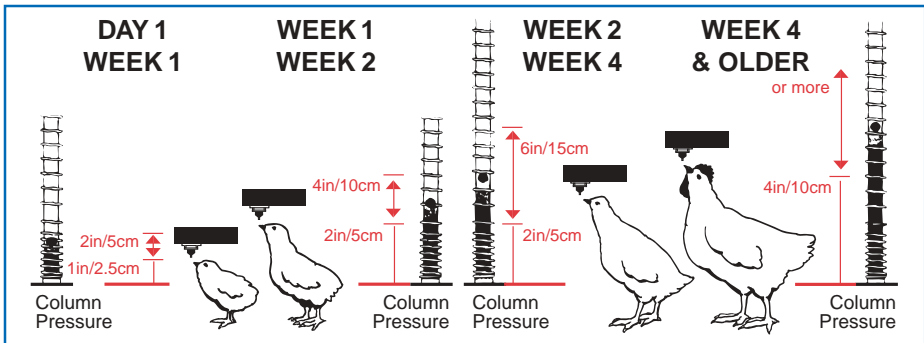 DAY 1
WEEK 1
2in/5cm
1in/2.5cm
Column
Pressure
WEEK 1
WEEK 2
4in/10cm
2in/5cm
Column
Pressure
WEEK 2
WEEK 4
6in/15cm
2in/5cm
Column
Pressure
WEEK 4
& OLDER
or more
4in/10cm
Column
Pressure